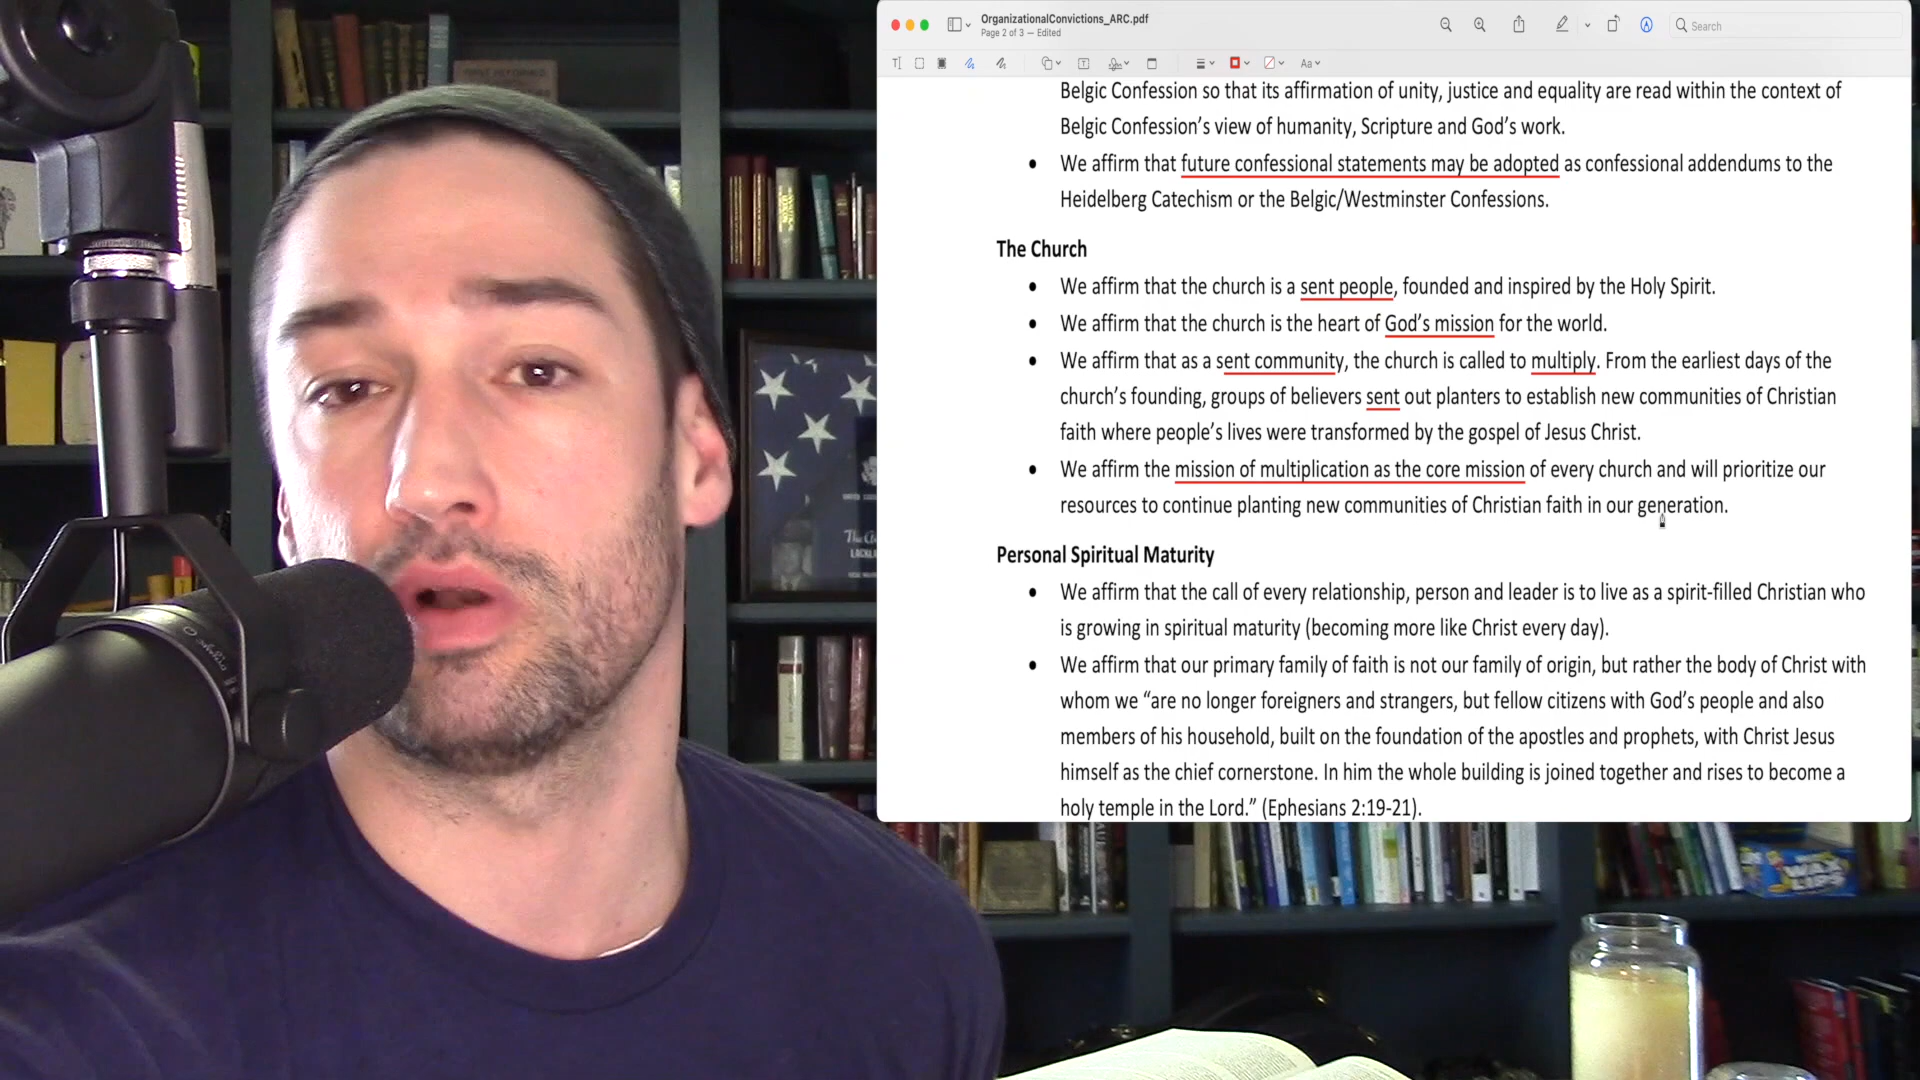 OrganizationalConvictions_ARC.pdf
Page 2 of 3 — Edited
Search
Aa
Belgic Confession so that its affirmation of unity, justice and equality are read within the context of
Belgic Confession’s view of humanity, Scripture and God’s work.
• We affirm that future confessional statements may be adopted as confessional addendums to the
Heidelberg Catechism or the Belgic/Westminster Confessions.
The Church
• We affirm that the church is a sent people, founded and inspired by the Holy Spirit.
• We affirm that the church is the heart of God’s mission for the world.
• We affirm that as a sent community, the church is called to multiply. From the earliest days of the
church’s founding, groups of believers sent out planters to establish new communities of Christian
faith where people’s lives were transformed by the gospel of Jesus Christ.
• We affirm the mission of multiplication as the core mission of every church and will prioritize our
resources to continue planting new communities of Christian faith in our generation.
Personal Spiritual Maturity
• We affirm that the call of every relationship, person and leader is to live as a spirit-filled Christian who
is growing in spiritual maturity (becoming more like Christ every day).
• We affirm that our primary family of faith is not our family of origin, but rather the body of Christ with
whom we “are no longer foreigners and strangers, but fellow citizens with God’s people and also
members of his household, built on the foundation of the apostles and prophets, with Christ Jesus
himself as the chief cornerstone. In him the whole building is joined together and rises to become a
holy temple in the Lord.” (Ephesians 2:19-21).